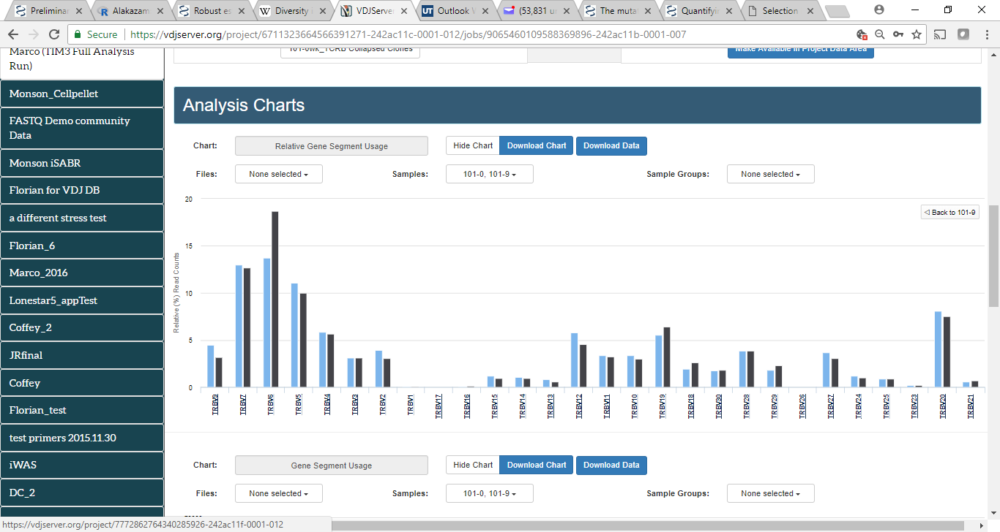 Preliminar
Alakazam
Robust es
Diversity i
VDJServer
Outlook W
(53,831 un
The muta
Quantifyin
Selection
Secure
https://vdjserver.org/project/6711323664566391271-242ac11c-0001-012/jobs/9065460109588369896-242ac11b-0001-007
Marco (TIM3 Full Analysis
Run)
Monson_Cellpellet
FASTQ Demo community
Data
Monson iSABR
Florian for VDJ DB
a different stress test
Florian_6
Marco_2016
Lonestar5_appTest
Coffey_2
JRfinal
Coffey
Florian_test
test primers 2015.11.30
iWAS
DC_2
101-0wk_TCRB Collapsed Clones
Make Available in Project Data Area
Analysis Charts
Chart: Relative Gene Segment Usage Hide Chart Download Chart Download Data
Files: None selected Samples: 101-0, 101-9 Sample Groups: None selected
Back to 101-9
Relative (%) Read Counts
20
15
10
5
0
TRBV9
TRBV7
TRBV6
TRBV5
TRBV4
TRBV3
TRBV2
TRBV1
TRBV17
TRBV16
TRBV15
TRBV14
TRBV13
TRBV12
TRBV11
TRBV10
TRBV19
TRBV18
TRBV30
TRBV28
TRBV29
TRBV26
TRBV27
TRBV24
TRBV25
TRBV23
TRBV20
TRBV21
Chart: Gene Segment Usage Hide Chart Download Chart Download Data
Files: None selected Samples: 101-0, 101-9 Sample Groups: None selected
https://vdjserver.org/project/7772862764340285926-242ac11f-0001-012